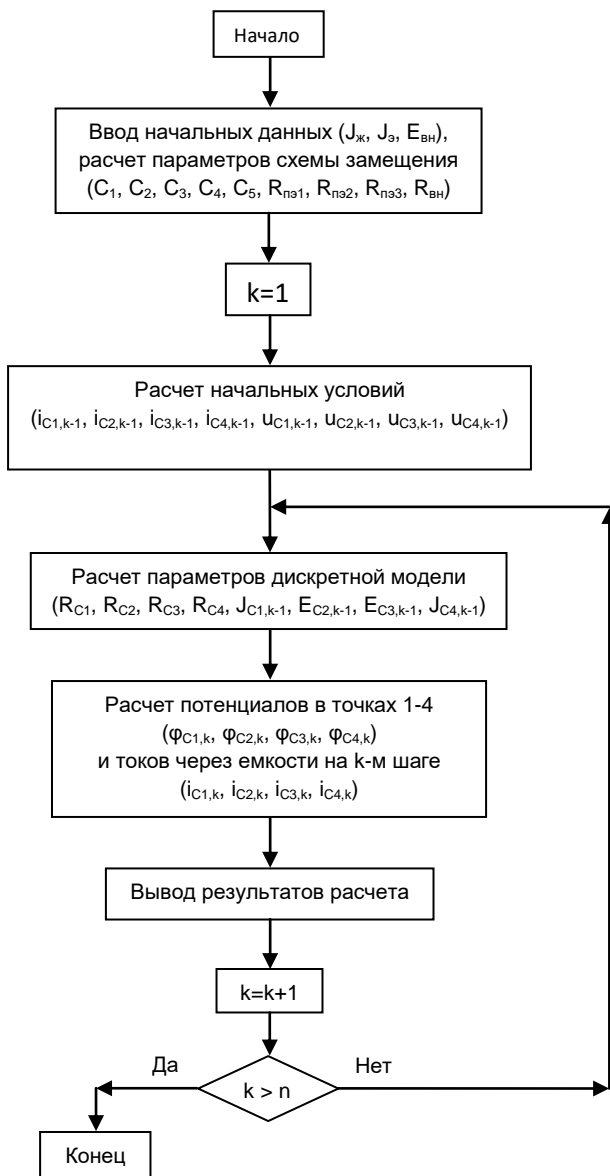 Начало
Ввод начальных данных (Jж, Jэ, Eвн),
расчет параметров схемы замещения
(C1, C2, C3, C4, C5, Rпэ1, Rпэ2, Rпэ3, Rвн)
k=1
Расчет начальных условий
(iC1,k-1, iC2,k-1, iC3,k-1, iC4,k-1, uC1,k-1, uC2,k-1, uC3,k-1, uC4,k-1)
Расчет параметров дискретной модели
(RC1, RC2, RC3, RC4, JC1,k-1, EC2,k-1, EC3,k-1, JC4,k-1)
Расчет потенциалов в точках 1-4
(φC1,k, φC2,k, φC3,k, φC4,k)
и токов через емкости на k-м шаге
(iC1,k, iC2,k, iC3,k, iC4,k)
Вывод результатов расчета
k=k+1
Да
Нет
k > n
Конец